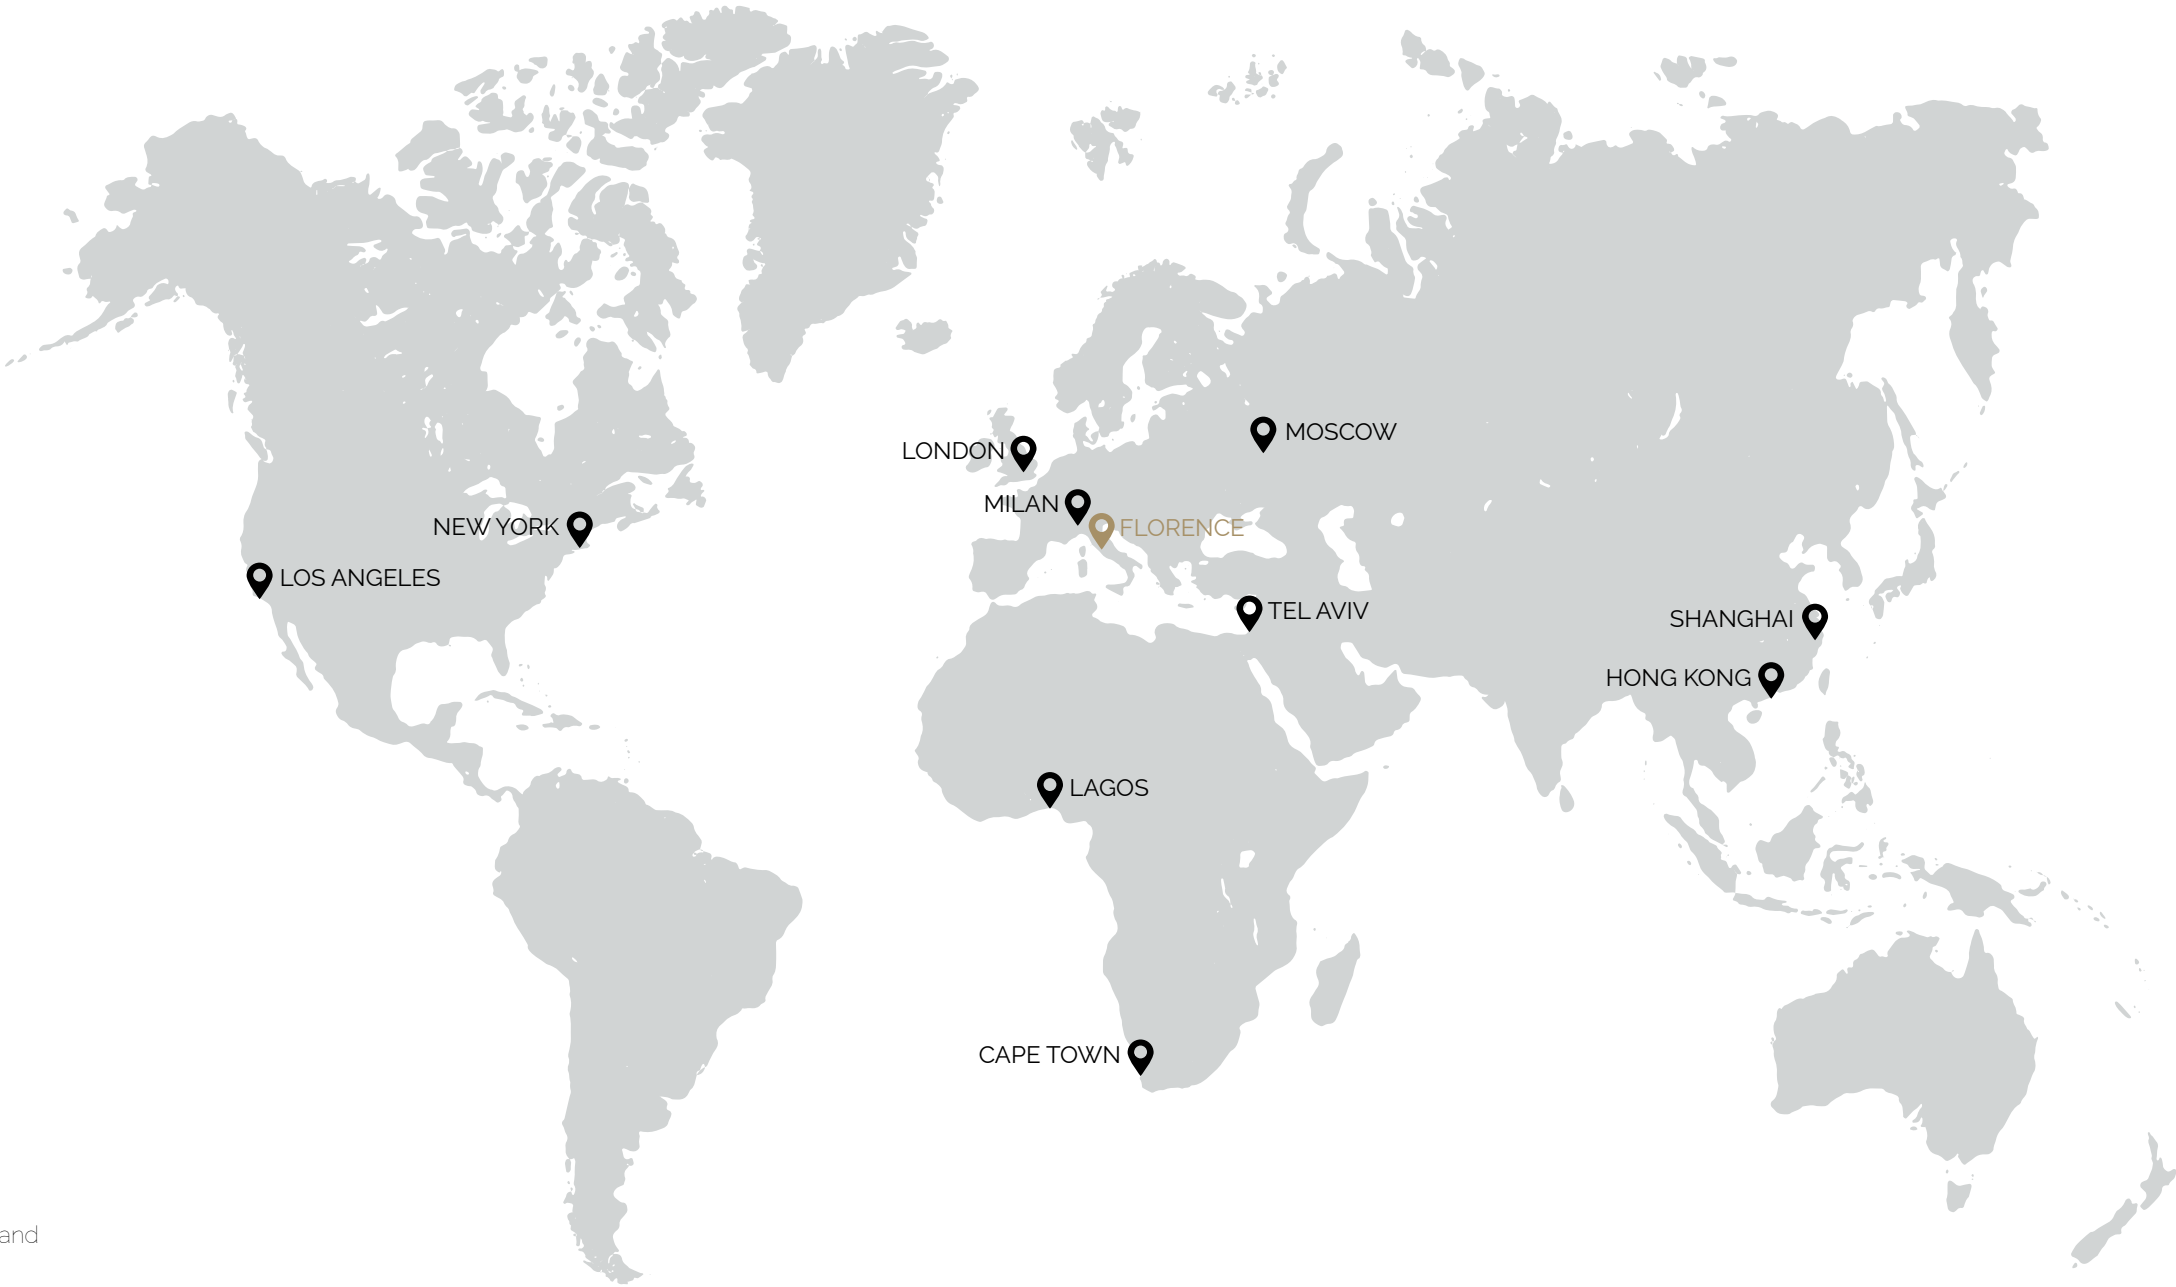 MOSCOW
LONDON
MILAN
NEW YORK
FLORENCE
LOS ANGELES
TEL AVIV
SHANGHAI
HONG KONG
LAGOS
CAPE TOWN
and